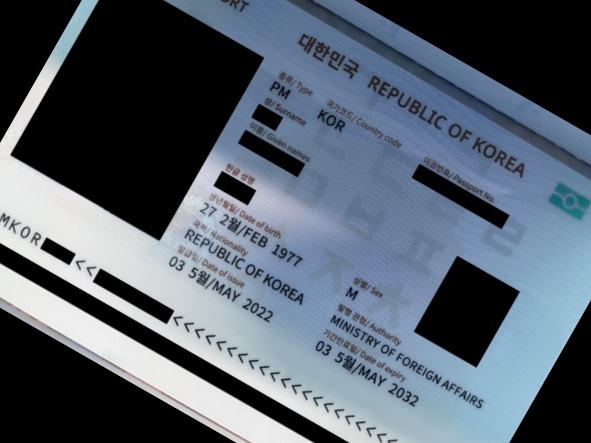 대한민국 REPUBLIC OF KOREA
종류/ Type 국가코드/ Country code 여권번호/ Passport No.
PM KOR
성/ Surname
이름/ Given names
한글 성명
생년월일/ Date of birth 성별/ Sex
27 2월/FEB 1977 M
국적/ Nationality 발행 관청/ Authority
REPUBLIC OF KOREA MINISTRY OF FOREIGN AFFAIRS
발급일/ Date of issue 기간만료일/ Date of expiry
03 5월/MAY 2022 03 5월/MAY 2032